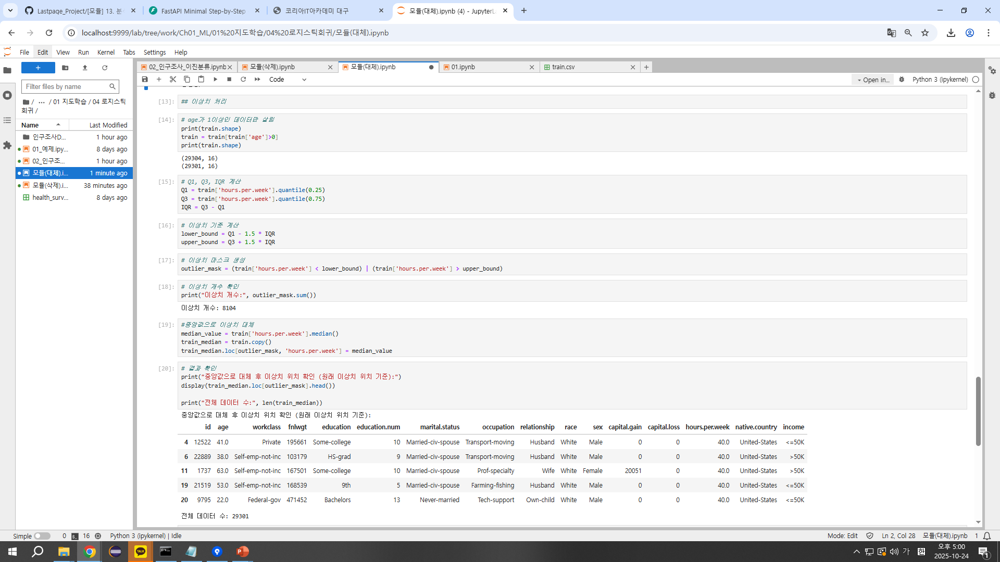 Lastpage_Project/[모듈] 13. 분
FastAPI Minimal Step-by-Step
코리아IT아카데미 대구
모듈(대체).ipynb (4) - JupyterL
localhost:9999/lab/tree/work/Ch01_ML/01%20지도학습/04%20로지스틱회귀/모듈(대체).ipynb
File Edit View Run Kernel Tabs Settings Help
02_인구조사_이진분류.ipynb
모듈(삭제).ipynb
모듈(대체).ipynb
01.ipynb
train.csv
Code
Open in...
Python 3 (ipykernel)
Filter files by name
/ ... / 01 지도학습 / 04 로지스틱
회귀 /
Name Last Modified
인구조사D... 1 hour ago
01_예제.ipy... 8 days ago
02_인구조... 1 hour ago
모듈(대체).i... 1 minute ago
모듈(삭제).i... 38 minutes ago
health_surv... 8 days ago
[13]: ## 이상치 처리
[14]: # age가 1이상인 데이터만 살림
print(train.shape)
train = train[train['age']>0]
print(train.shape)
(29304, 16)
(29301, 16)
[15]: # Q1, Q3, IQR 계산
Q1 = train['hours.per.week'].quantile(0.25)
Q3 = train['hours.per.week'].quantile(0.75)
IQR = Q3 - Q1
[16]: # 이상치 기준 계산
lower_bound = Q1 - 1.5 * IQR
upper_bound = Q3 + 1.5 * IQR
[17]: # 이상치 마스크 생성
outlier_mask = (train['hours.per.week'] < lower_bound) | (train['hours.per.week'] > upper_bound)
[18]: # 이상치 개수 확인
print("이상치 개수:", outlier_mask.sum())
이상치 개수: 8104
[19]: #중앙값으로 이상치 대체
median_value = train['hours.per.week'].median()
train_median = train.copy()
train_median.loc[outlier_mask, 'hours.per.week'] = median_value
[20]: # 결과 확인
print("중앙값으로 대체 후 이상치 위치 확인 (원래 이상치 위치 기준):")
display(train_median.loc[outlier_mask].head())
print("전체 데이터 수:", len(train_median))
중앙값으로 대체 후 이상치 위치 확인 (원래 이상치 위치 기준):
id age workclass fnlwgt education education.num marital.status occupation relationship race sex capital.gain capital.loss hours.per.week native.country income
4 12522 41.0 Private 195661 Some-college 10 Married-civ-spouse Transport-moving Husband White Male 0 0 40.0 United-States <=50K
6 22889 38.0 Self-emp-not-inc 103179 HS-grad 9 Married-civ-spouse Transport-moving Husband White Male 0 0 40.0 United-States >50K
11 1737 63.0 Self-emp-not-inc 167501 Some-college 10 Married-civ-spouse Prof-specialty Wife White Female 20051 0 40.0 United-States >50K
19 21519 53.0 Self-emp-not-inc 168539 9th 5 Married-civ-spouse Farming-fishing Husband White Male 0 0 40.0 United-States <=50K
20 9795 22.0 Federal-gov 471452 Bachelors 13 Never-married Tech-support Own-child White Male 0 0 40.0 United-States <=50K
전체 데이터 수: 29301
Simple 0 16 Python 3 (ipykernel) | Idle
Mode: Edit Ln 2, Col 28 모듈(대체).ipynb 1
TALK
가 한
오후 5:00
2025-10-24
1